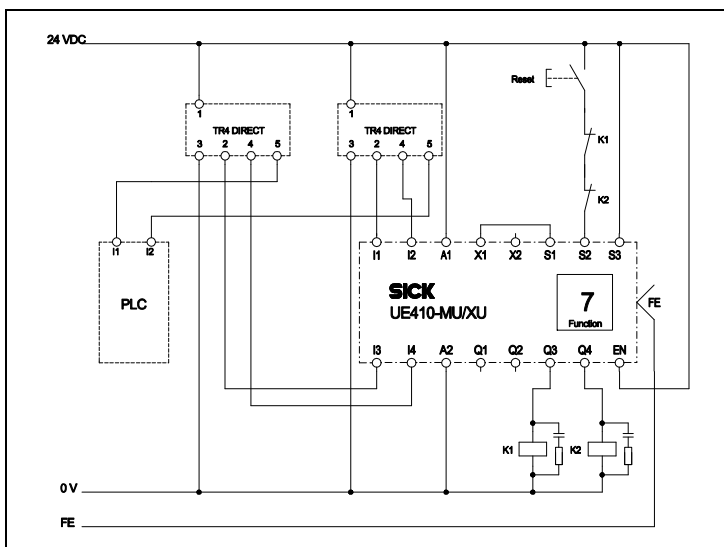 24 VDC
Reset
1
1
TR4 DIRECT
TR4 DIRECT
3 2 4 5
3 2 4 5
K1
K2
I1 I2
I1 I2 A1 X1 X2 S1 S2 S3
PLC
SICK
UE410-MU/XU
7
Function
FE
I3 I4 A2 Q1 Q2 Q3 Q4 EN
K1
K2
0 V
FE